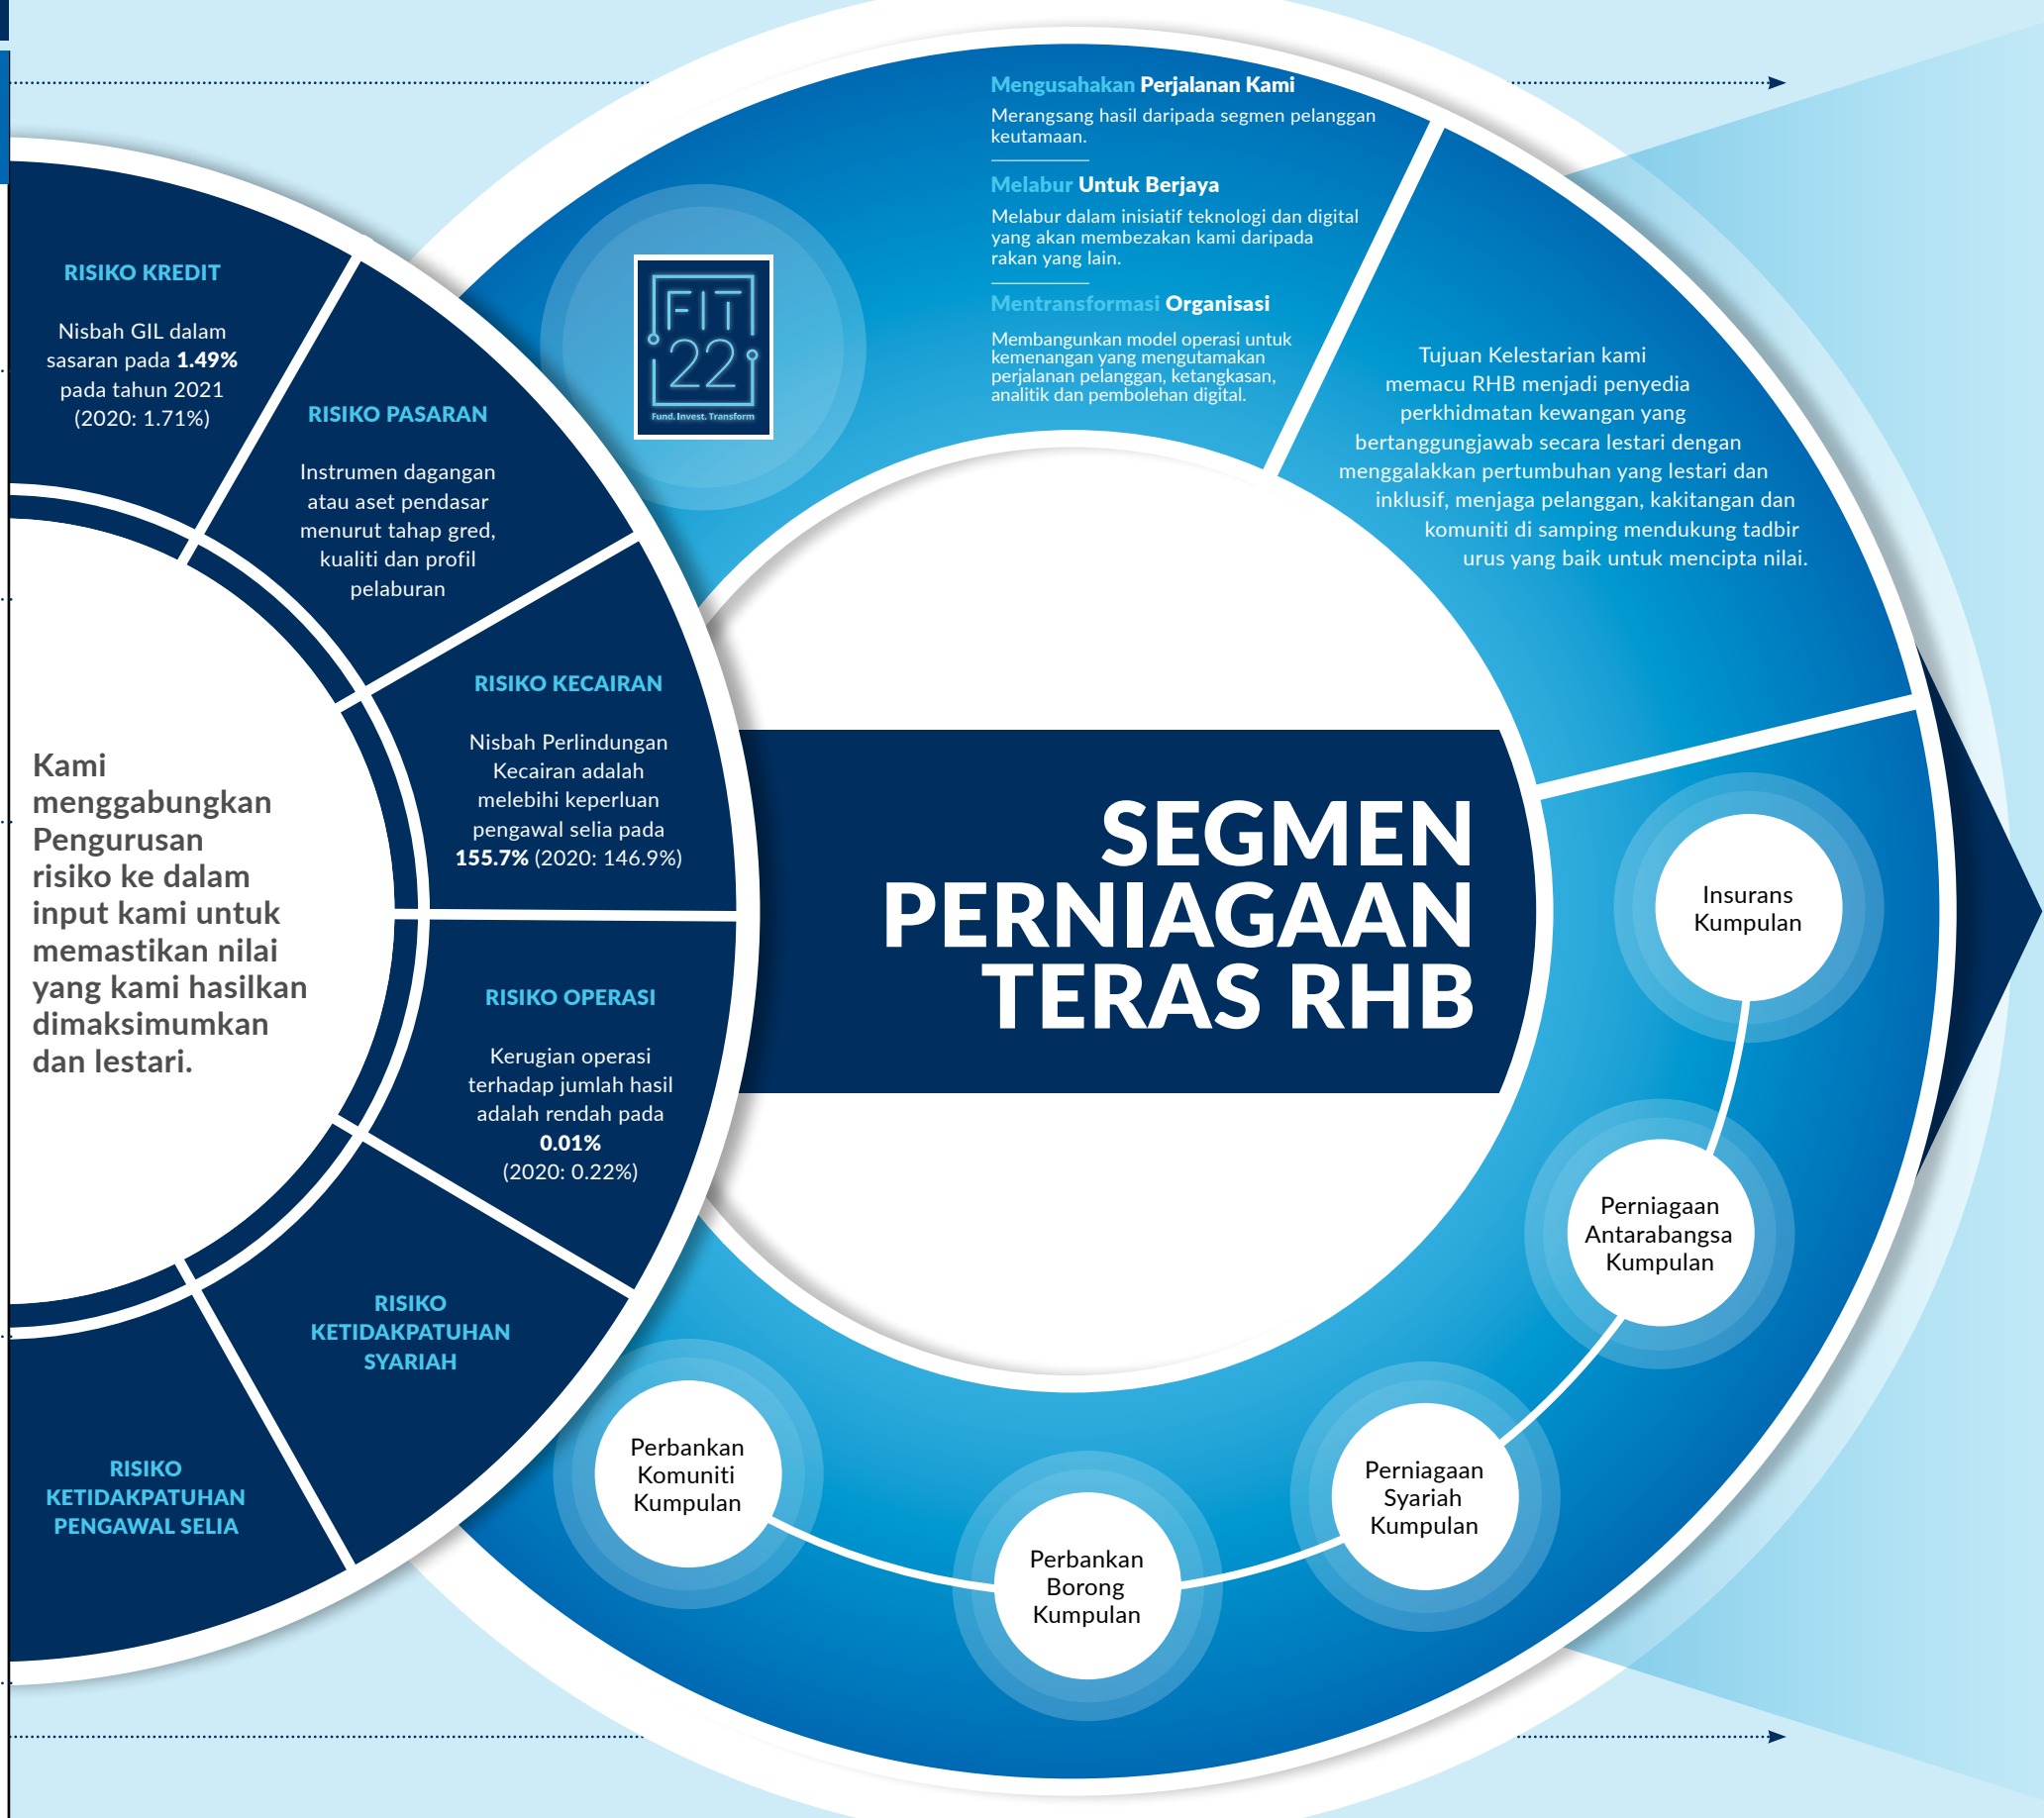 RISIKO KREDIT
Nisbah GIL dalam
sasaran pada 1.49%
pada tahun 2021
(2020: 1.71%)
RISIKO PASARAN
Instrumen dagangan
atau aset pendasar
menurut tahap gred,
kualiti dan profil
pelaburan
RISIKO KECAIRAN
Nisbah Perlindungan
Kecairan adalah
melebihi keperluan
pengawal selia pada
155.7% (2020: 146.9%)
RISIKO OPERASI
Kerugian operasi
terhadap jumlah hasil
adalah rendah pada
0.01%
(2020: 0.22%)
RISIKO
KETIDAKPATUHAN
SYARIAH
RISIKO
KETIDAKPATUHAN
PENGAWAL SELIA
Kami
menggabungkan
Pengurusan
risiko ke dalam
input kami untuk
memastikan nilai
yang kami hasilkan
dimaksimumkan
dan lestari.
FIT
22
Fund. Invest. Transform
Mengusahakan Perjalanan Kami
Merangsang hasil daripada segmen pelanggan
keutamaan.
Melabur Untuk Berjaya
Melabur dalam inisiatif teknologi dan digital
yang akan membezakan kami daripada
rakan yang lain.
Mentransformasi Organisasi
Membangunkan model operasi untuk
kemenangan yang mengutamakan
perjalanan pelanggan, ketangkasan,
analitik dan pembolehan digital.
Tujuan Kelestarian kami
memacu RHB menjadi penyedia
perkhidmatan kewangan yang
bertanggungjawab secara lestari dengan
menggalakkan pertumbuhan yang lestari dan
inklusif, menjaga pelanggan, kakitangan dan
komuniti di samping mendukung tadbir
urus yang baik untuk mencipta nilai.
SEGMEN
PERNIAGAAN
TERAS RHB
Insurans
Kumpulan
Perniagaan
Antarabangsa
Kumpulan
Perniagaan
Syariah
Kumpulan
Perbankan
Borong
Kumpulan
Perbankan
Komuniti
Kumpulan